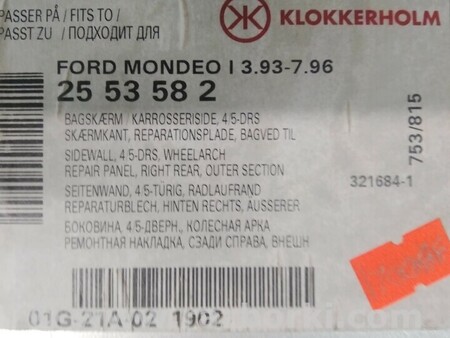 PASSER PÅ / FITS TO /
PASST ZU / ПОДХОДИТ ДЛЯ
KLOKKERHOLM
FORD MONDEO I 3.93-7.96
25 53 58 2
BAGSKÆRM / KARROSSERISIDE, 4/5-DRS
SKÆRMKANT, REPARATIONSPLADE, BAGVED TIL
SIDEWALL, 4/5-DRS, WHEELARCH
REPAIR PANEL, RIGHT REAR, OUTER SECTION
SEITENWAND, 4/5-TÜRIG, RADLAUFRAND
REPARATURBLECH, HINTEN RECHTS, ÄUSSERER
БОКОВИНА, 4/5-ДВЕРН., КОЛЕСНАЯ АРКА
РЕМОНТНАЯ НАКЛАДКА, СЗАДИ СПРАВА, ВНЕШН
753/815
321684-1
01G-21A-02 1902